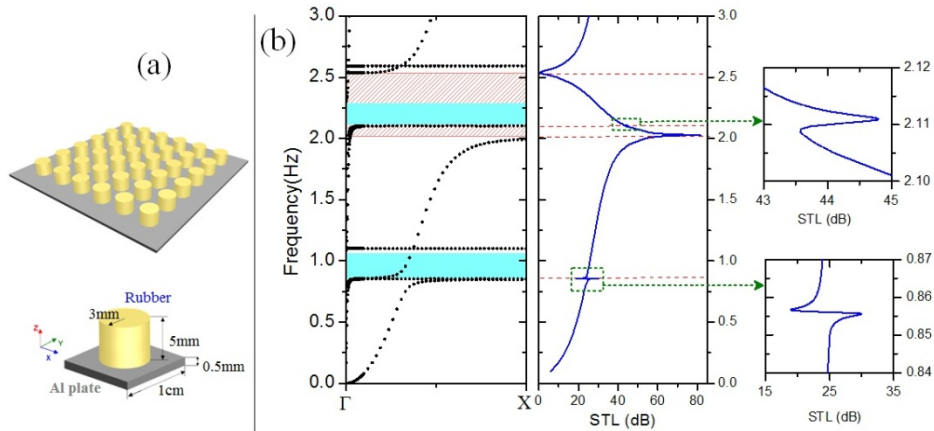 (a)
Rubber
3mm
5mm
0.5mm
Al plate
1cm
Z
Y
X
(b)
Frequency(Hz)
3.0
2.5
2.0
1.5
1.0
0.5
0.0
Γ X
3.0
2.5
2.0
1.5
1.0
0.5
0.0
0 20 40 60 80
STL (dB)
2.12
2.11
2.10
43 44 45
STL (dB)
0.87
0.86
0.85
0.84
15 25 35
STL (dB)